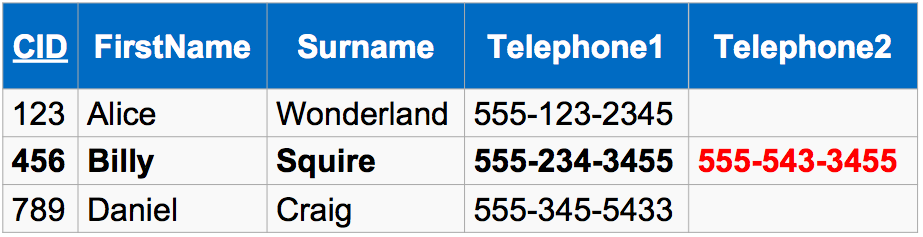 CID FirstName Surname Telephone1 Telephone2
123 Alice Wonderland 555-123-2345
456 Billy Squire 555-234-3455 555-543-3455
789 Daniel Craig 555-345-5433